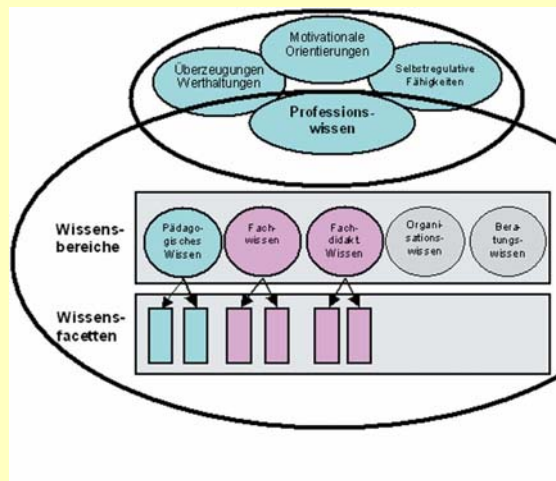 Motivationale
Orientierungen
Überzeugungen
Werthaltungen
Selbstregulative
Fähigkeiten
Professions-
wissen
Wissens-
bereiche
Pädago-
gisches
Wissen
Fach-
wissen
Fach-
didakt.
Wissen
Organi-
sations-
wissen
Bera-
tungs-
wissen
Wissens-
facetten